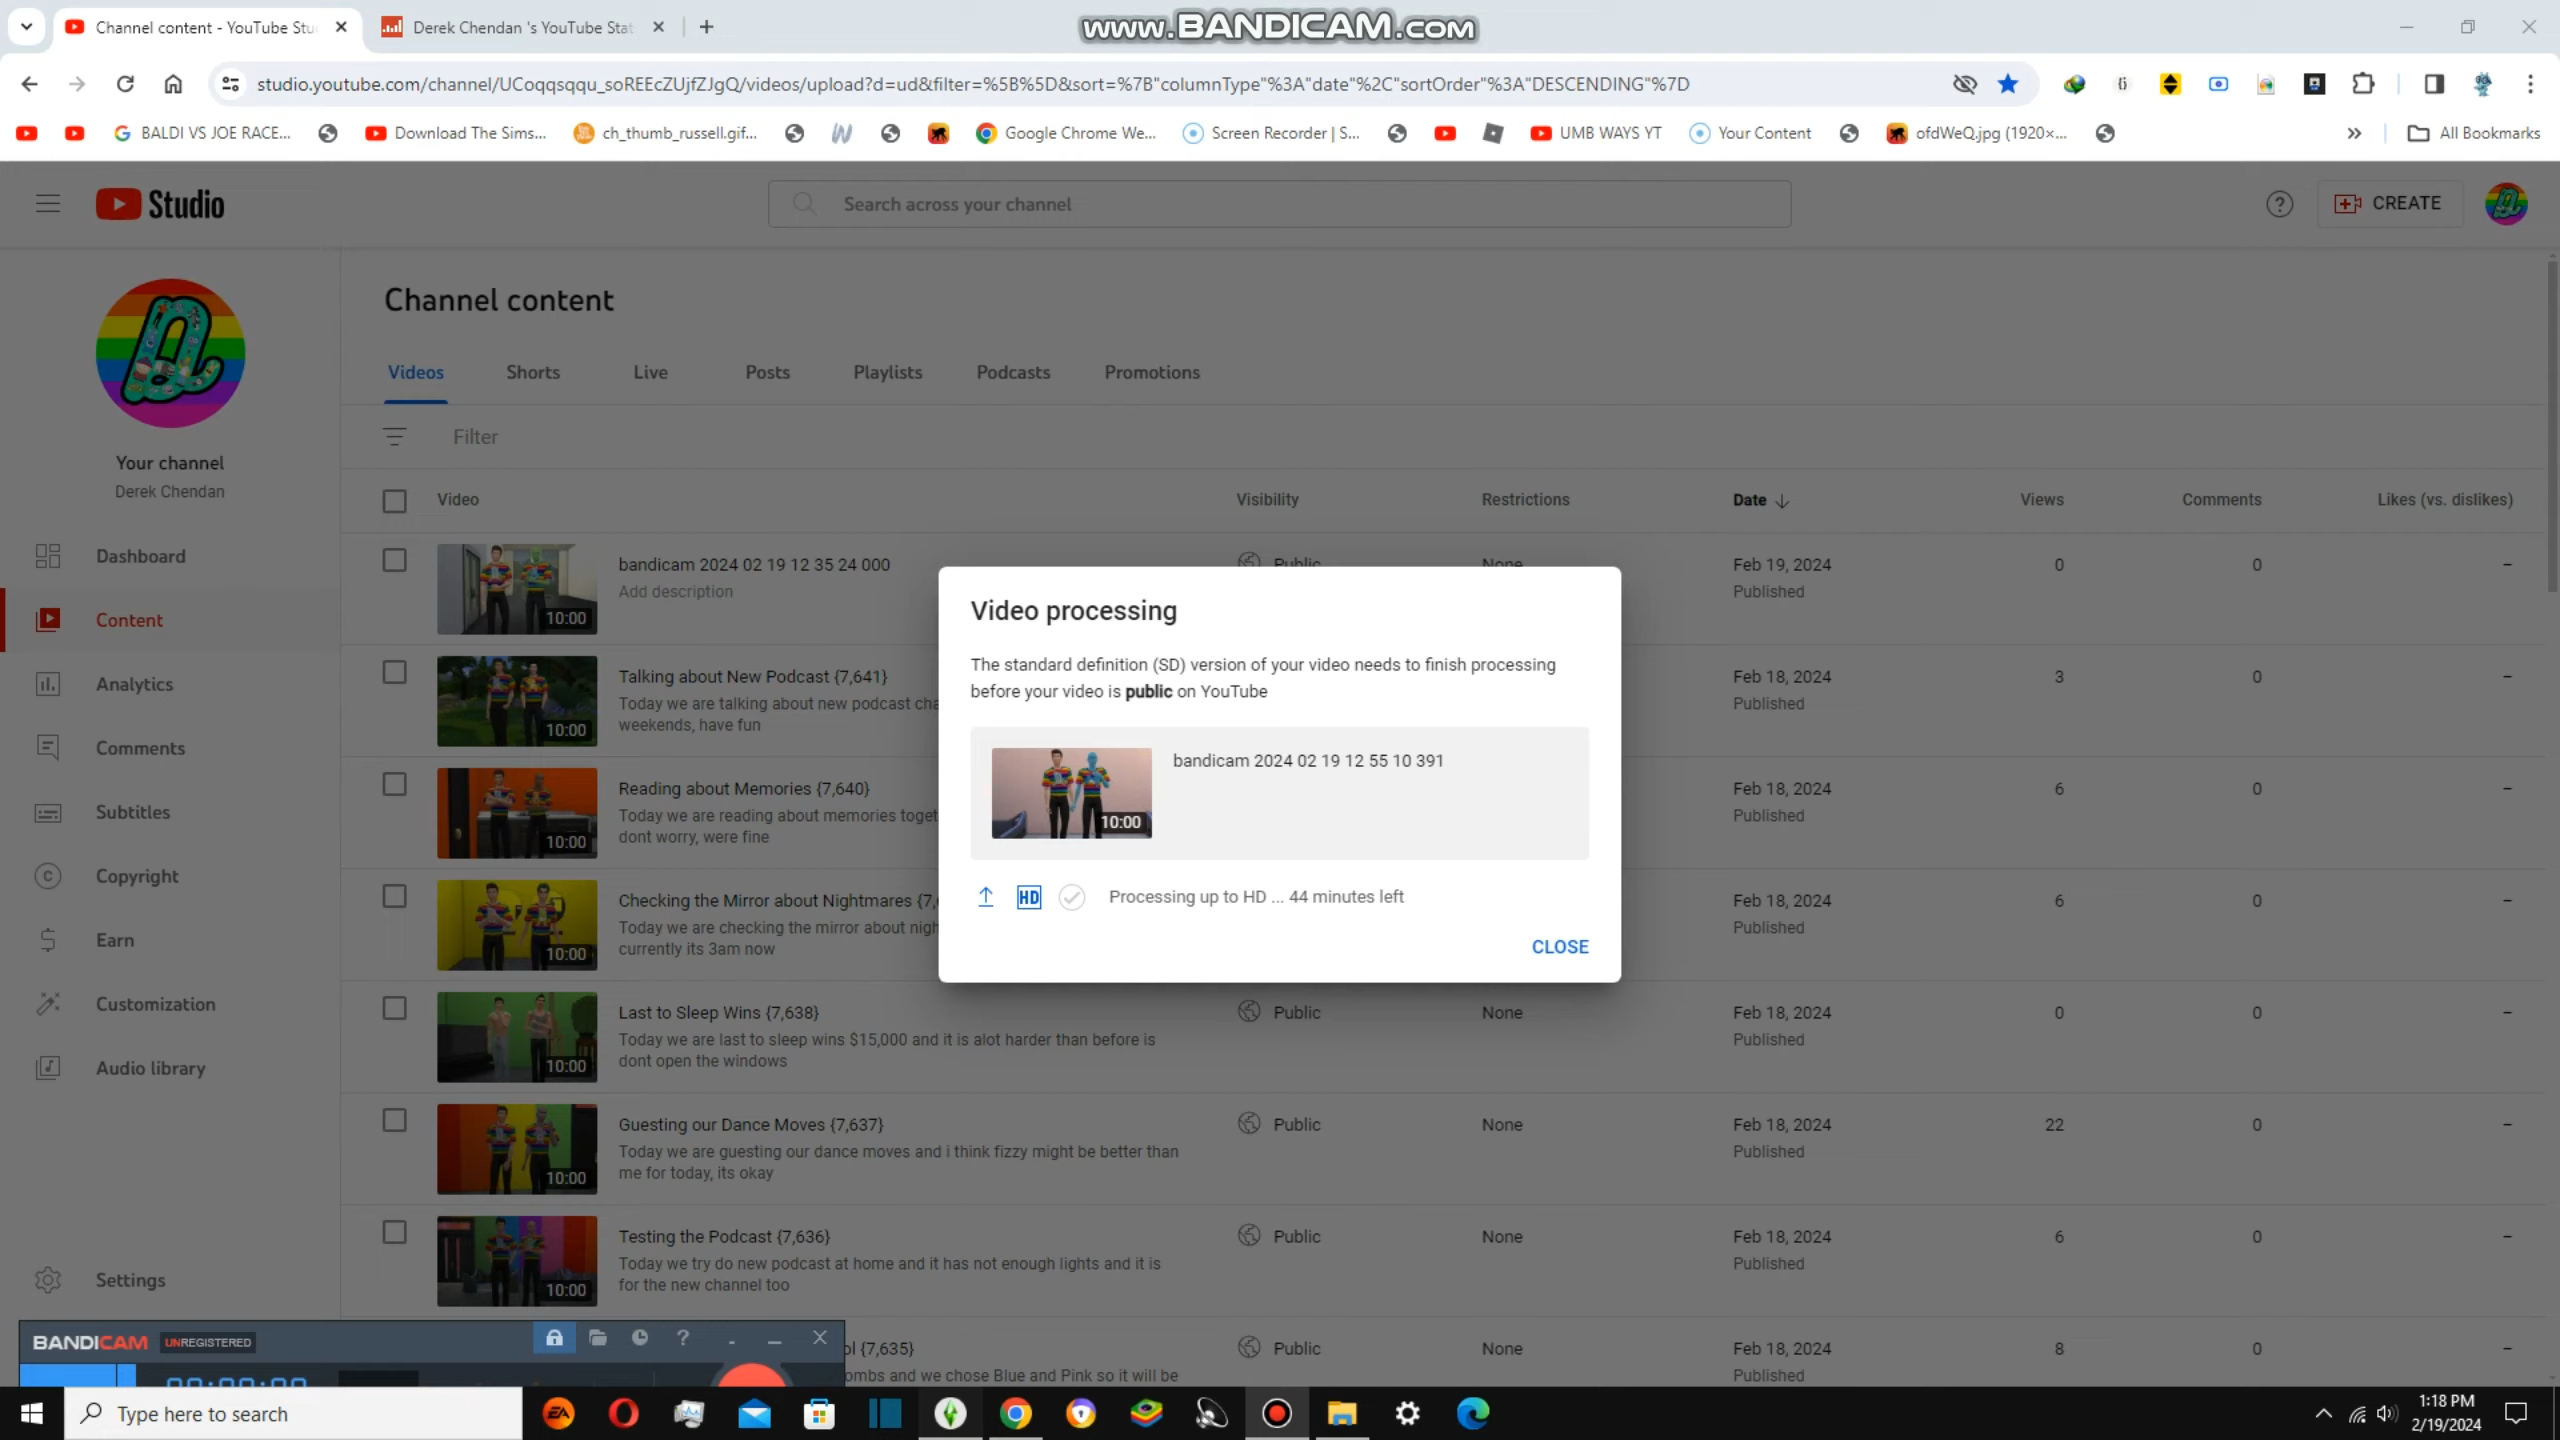 Channel content - YouTube Stu
Derek Chendan 's YouTube Stat
www.BANDICAM.com
studio.youtube.com/channel/UCoqqsqqu_soREEcZUjfZJgQ/videos/upload?d=ud&filter=%5B%5D&sort=%7B"columnType"%3A"date"%2C"sortOrder"%3A"DESCENDING"%7D
BALDI VS JOE RACE...
Download The Sims...
ch_thumb_russell.gif...
Google Chrome We...
Screen Recorder | S...
UMB WAYS YT
Your Content
ofdWeQ.jpg (1920×...
All Bookmarks
Studio
Search across your channel
CREATE
Your channel
Derek Chendan
Dashboard
Content
Analytics
Comments
Subtitles
Copyright
Earn
Customization
Audio library
Settings
Channel content
Videos Shorts Live Posts Playlists Podcasts Promotions
Filter
Video Visibility Restrictions Date Views Comments Likes (vs. dislikes)
bandicam 2024 02 19 12 35 24 000 Public None Feb 19, 2024 0 0 –
Add description Published
10:00
Talking about New Podcast {7,641} Feb 18, 2024 3 0 –
Today we are talking about new podcast cha Published
weekends, have fun
10:00
Reading about Memories {7,640} Feb 18, 2024 6 0 –
Today we are reading about memories toget Published
dont worry, were fine
10:00
Checking the Mirror about Nightmares {7, Feb 18, 2024 6 0 –
Today we are checking the mirror about nigh Published
currently its 3am now
10:00
Last to Sleep Wins {7,638} Public None Feb 18, 2024 0 0 –
Today we are last to sleep wins $15,000 and it is alot harder than before is Published
dont open the windows
10:00
Guesting our Dance Moves {7,637} Public None Feb 18, 2024 22 0 –
Today we are guesting our dance moves and i think fizzy might be better than Published
me for today, its okay
10:00
Testing the Podcast {7,636} Public None Feb 18, 2024 6 0 –
Today we try do new podcast at home and it has not enough lights and it is Published
for the new channel too
10:00
ol {7,635} Public None Feb 18, 2024 8 0 –
ombs and we chose Blue and Pink so it will be Published
Video processing
The standard definition (SD) version of your video needs to finish processing
before your video is public on YouTube
bandicam 2024 02 19 12 55 10 391
10:00
HD Processing up to HD ... 44 minutes left
CLOSE
BANDICAM UNREGISTERED
Type here to search
EA
1:18 PM
2/19/2024